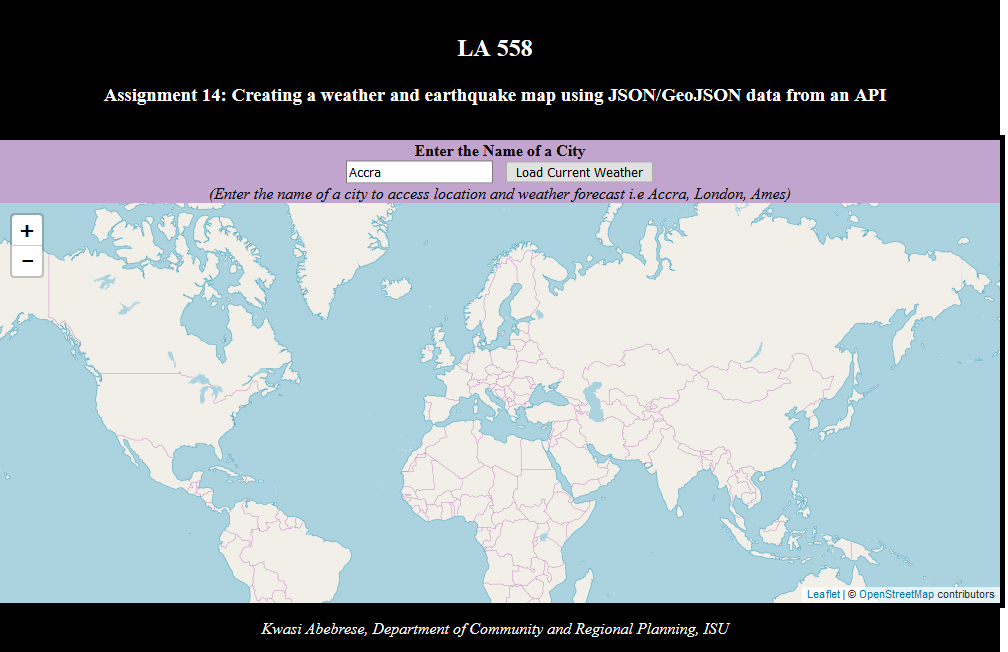 LA 558
Assignment 14: Creating a weather and earthquake map using JSON/GeoJSON data from an API
Enter the Name of a City
Accra Load Current Weather
(Enter the name of a city to access location and weather forecast i.e Accra, London, Ames)
+
−
Leaflet | © OpenStreetMap contributors
Kwasi Abebrese, Department of Community and Regional Planning, ISU